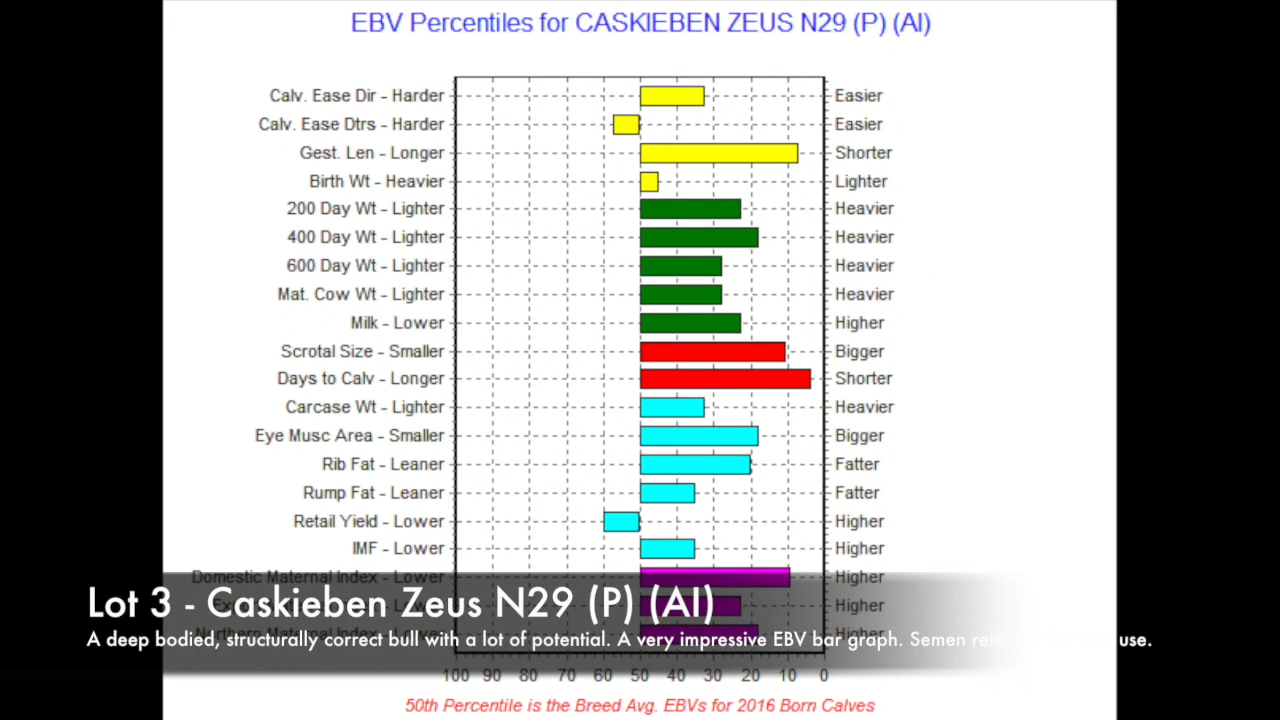 EBV Percentiles for CASKIEBEN ZEUS N29 (P) (AI)
Calv. Ease Dir - Harder Easier
Calv. Ease Dtrs - Harder Easier
Gest. Len - Longer Shorter
Birth Wt - Heavier Lighter
200 Day Wt - Lighter Heavier
400 Day Wt - Lighter Heavier
600 Day Wt - Lighter Heavier
Mat. Cow Wt - Lighter Heavier
Milk - Lower Higher
Scrotal Size - Smaller Bigger
Days to Calv - Longer Shorter
Carcase Wt - Lighter Heavier
Eye Musc Area - Smaller Bigger
Rib Fat - Leaner Fatter
Rump Fat - Leaner Fatter
Retail Yield - Lower Higher
IMF - Lower Higher
Domestic Maternal Index - Lower Higher
Higher
Higher
Lot 3 - Caskieben Zeus N29 (P) (AI)
A deep bodied, structurally correct bull with a lot of potential. A very impressive EBV bar graph. Semen use.
100 90 80 70 60 50 40 30 20 10 0
50th Percentile is the Breed Avg. EBVs for 2016 Born Calves